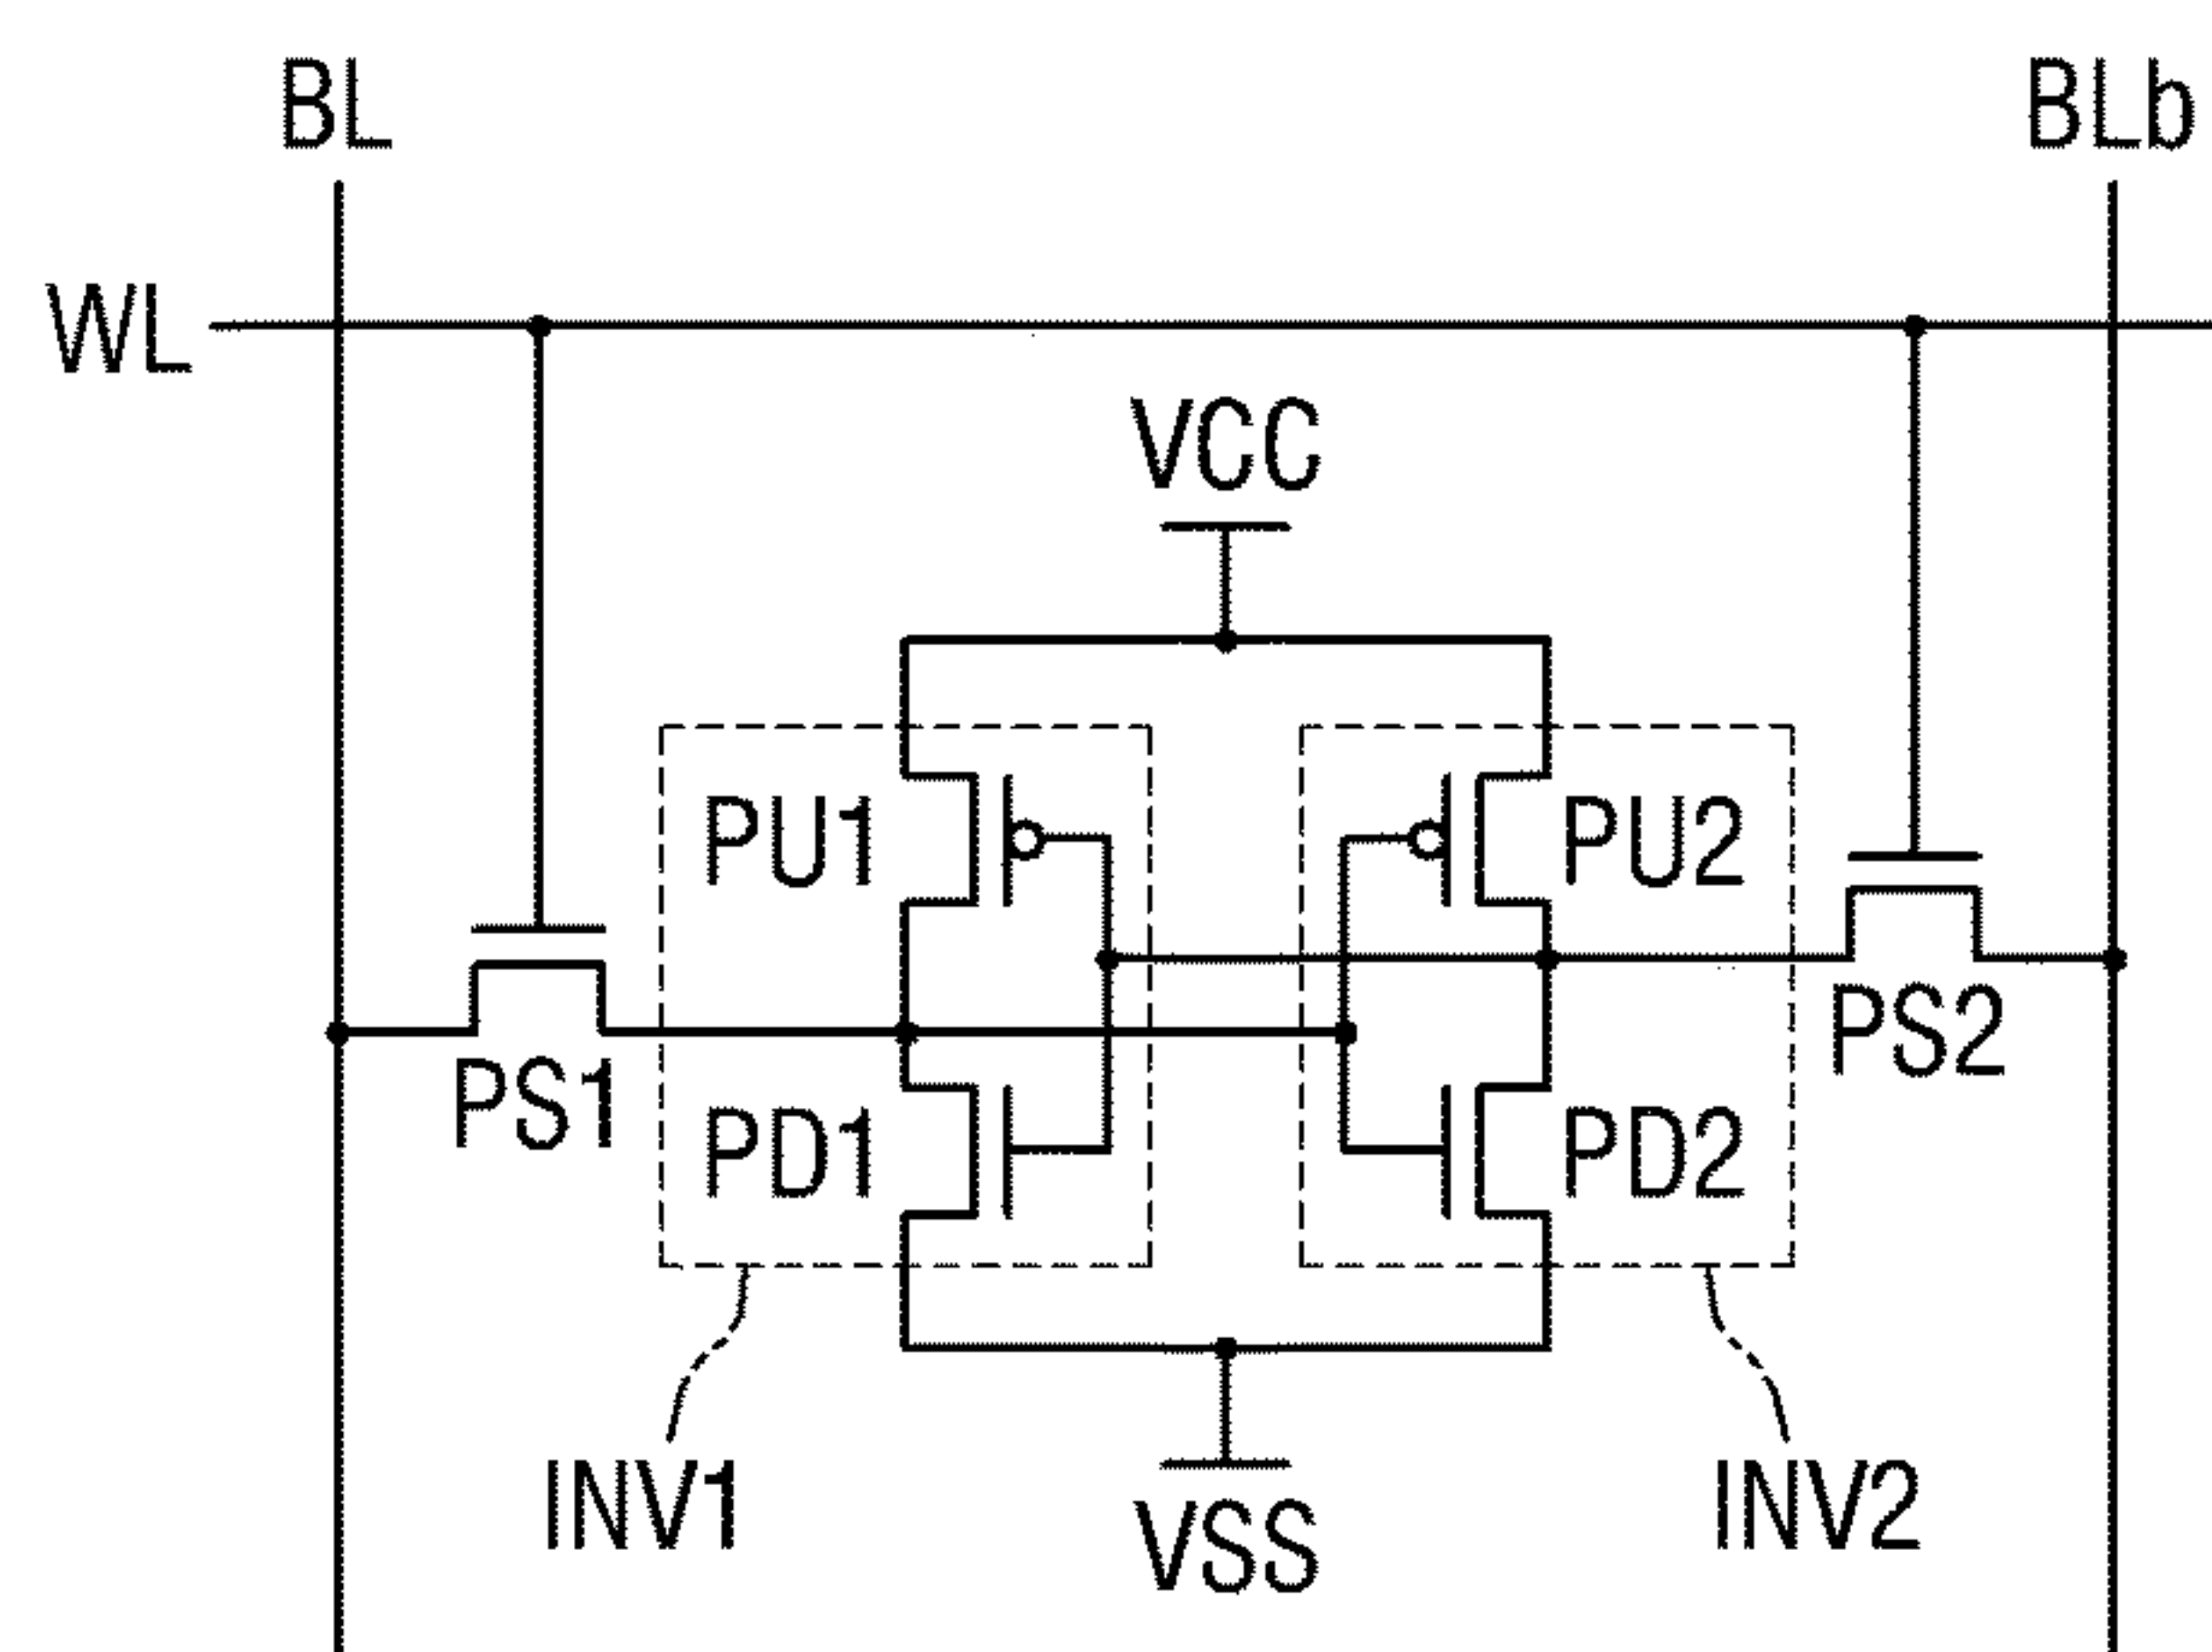 BL
BLb
WL
VCC
PU1
PU2
PS1
PS2
PD1
PD2
INV1
INV2
VSS